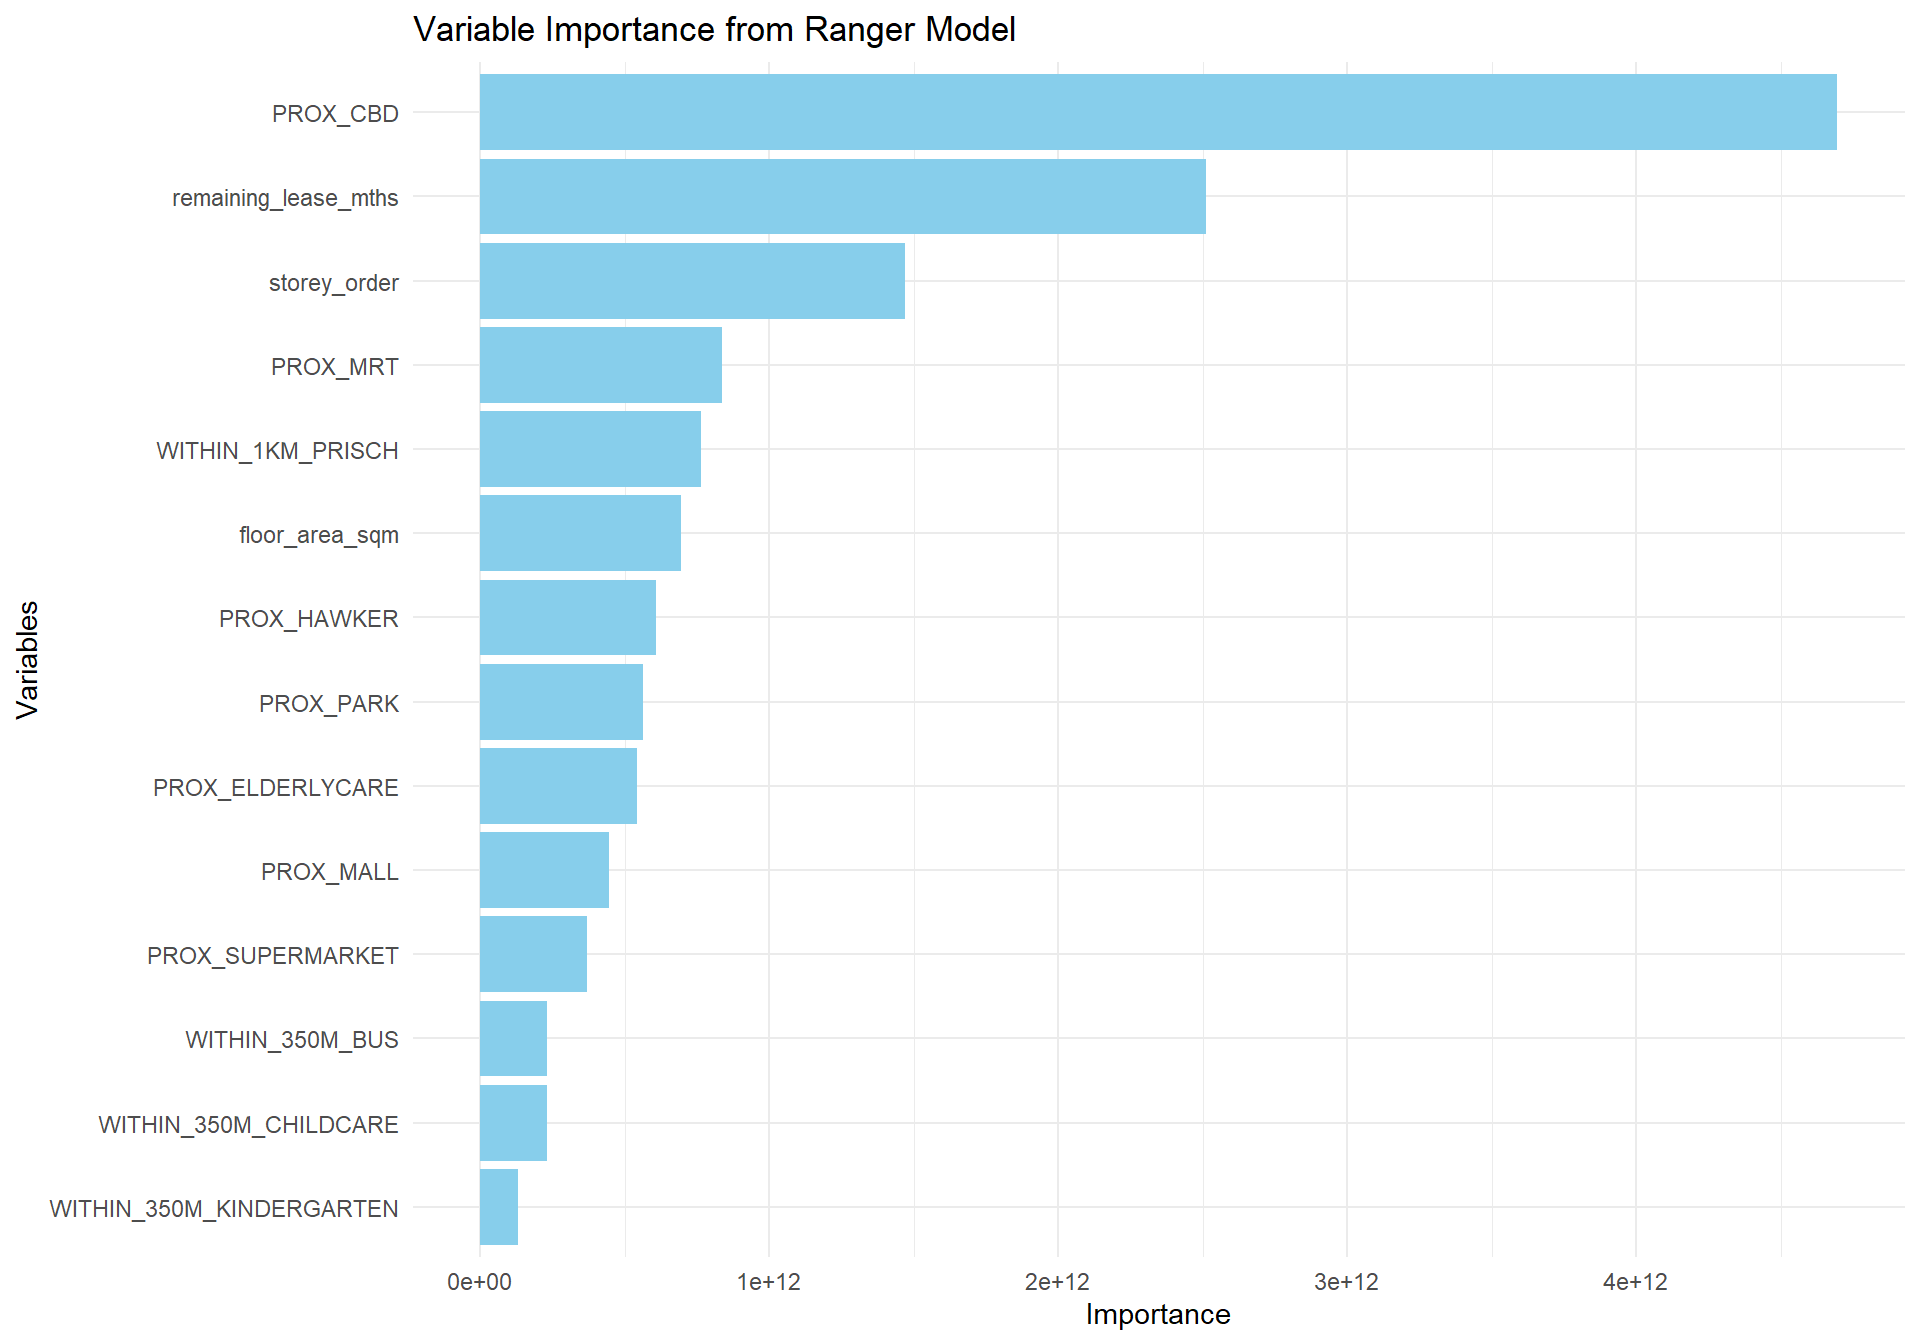 Variable Importance from Ranger Model
PROX_CBD
remaining_lease_mths
storey_order
PROX_MRT
WITHIN_1KM_PRISCH
floor_area_sqm
PROX_HAWKER
PROX_PARK
PROX_ELDERLYCARE
PROX_MALL
PROX_SUPERMARKET
WITHIN_350M_BUS
WITHIN_350M_CHILDCARE
WITHIN_350M_KINDERGARTEN
Variables
0e+00 1e+12 2e+12 3e+12 4e+12
Importance